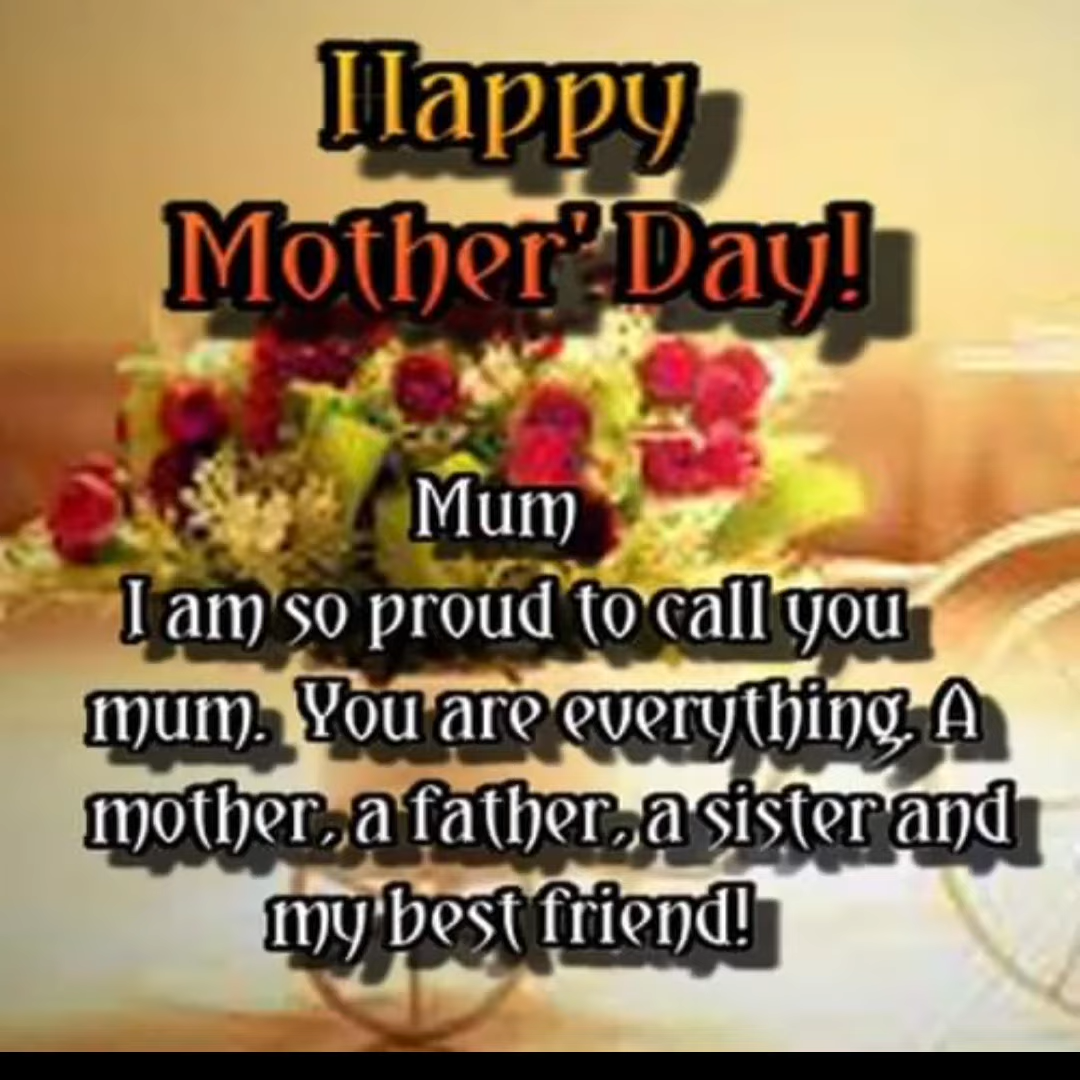 Happy
Mother' Day!
Mum
I am so proud to call you
mum. You are everything. A
mother, a father, a sister and
my best friend!